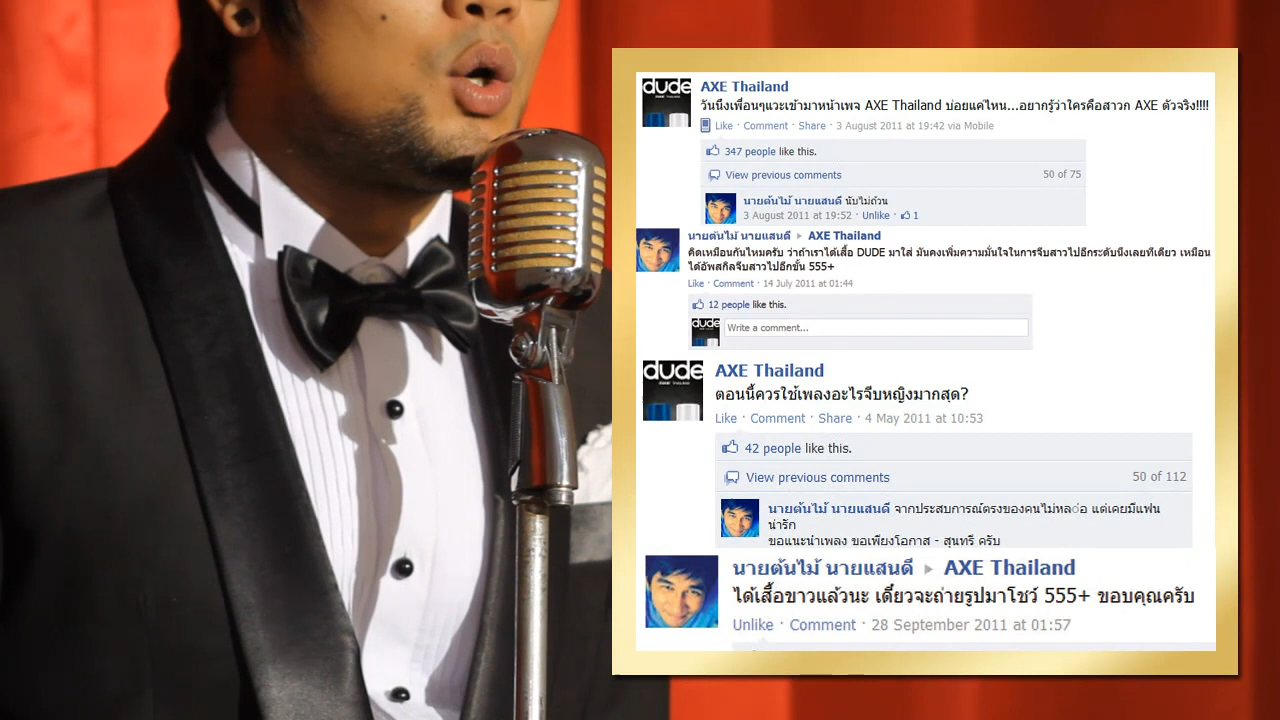 dude
AXE Thailand
วันนึงเพื่อนๆแวะเข้ามาหน้าเพจ AXE Thailand บ่อยแค่ไหน...อยากรู้ว่าใครคือสาวก AXE ตัวจริง!!!!
Like · Comment · Share · 3 August 2011 at 19:42 via Mobile
347 people like this.
View previous comments 50 of 75
นายต้นไม้ นายแสนดี นับไม่ถ้วน
3 August 2011 at 19:52 · Unlike · 1
นายต้นไม้ นายแสนดี ▸ AXE Thailand
คิดเหมือนกันไหมครับ ว่าถ้าเราได้เสื้อ DUDE มาใส่ มันคงเพิ่มความมั่นใจในการจีบสาวไปอีกระดับนึงเลยทีเดียว เหมือน
ได้อัพสกิลจีบสาวไปอีกขั้น 555+
Like · Comment · 14 July 2011 at 01:44
12 people like this.
dude
Write a comment...
dude
AXE Thailand
ตอนนี้ควรใช้เพลงอะไรจีบหญิงมากสุด?
Like · Comment · Share · 4 May 2011 at 10:53
42 people like this.
View previous comments 50 of 112
นายต้นไม้ นายแสนดี จากประสบการณ์ตรงของคนไม่หล่อ แต่เคยมีแฟน
น่ารัก
ขอแนะนำเพลง ขอเพียงโอกาส - สุนทรี ครับ
นายต้นไม้ นายแสนดี ▸ AXE Thailand
ได้เสื้อขาวแล้วนะ เดี๋ยวจะถ่ายรูปมาโชว์ 555+ ขอบคุณครับ
Unlike · Comment · 28 September 2011 at 01:57